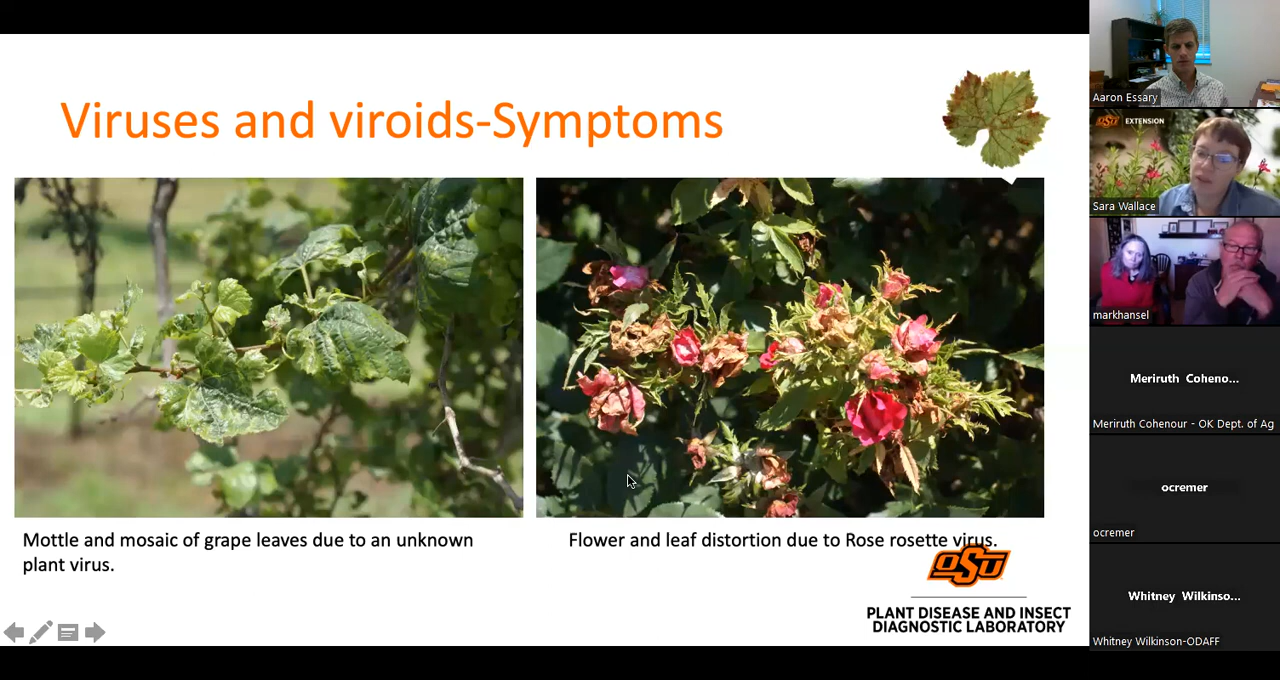 Viruses and viroids-Symptoms
Mottle and mosaic of grape leaves due to an unknown
plant virus.
Flower and leaf distortion due to Rose rosette virus.
OSU
PLANT DISEASE AND INSECT
DIAGNOSTIC LABORATORY
Aaron Essary
OSU EXTENSION
Sara Wallace
markhansel
Meriruth Coheno...
Meriruth Cohenour - OK Dept. of Ag
ocremer
ocremer
Whitney Wilkinso...
Whitney Wilkinson-ODAFF